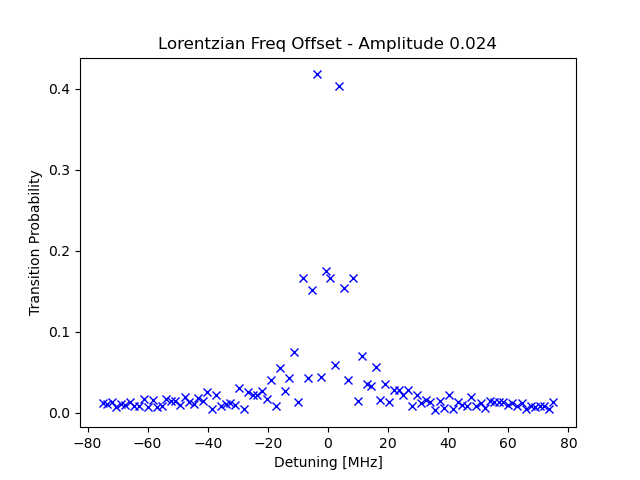 Lorentzian Freq Offset - Amplitude 0.024
0.4
0.3
0.2
0.1
0.0
Transition Probability
−80 −60 −40 −20 0 20 40 60 80
Detuning [MHz]